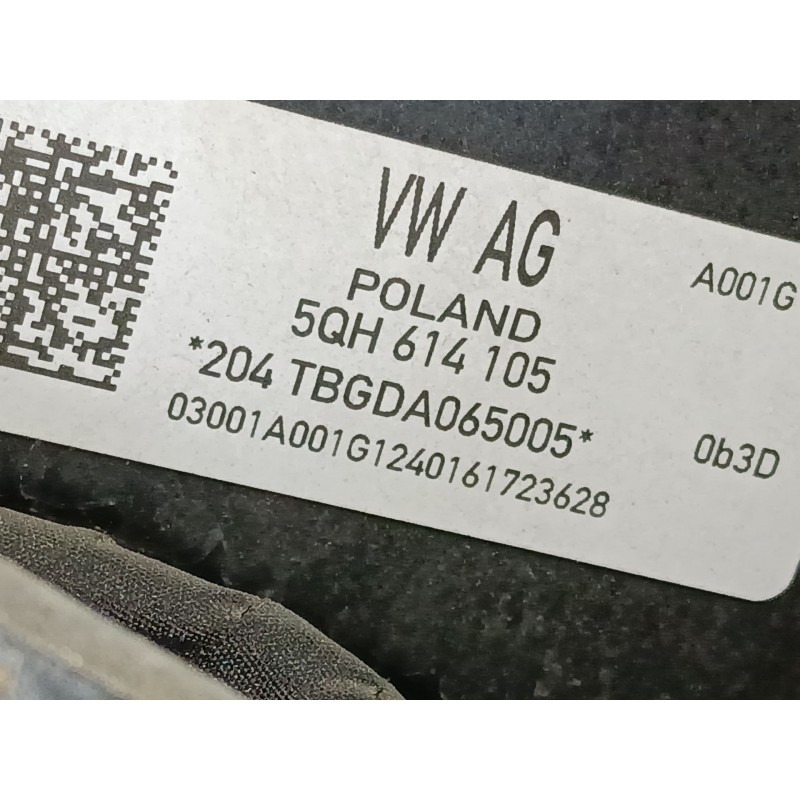 VW AG
POLAND
5QH 614 105
*204 TBGDA065005*
03001A001G1240161723628
A001G
0b3D